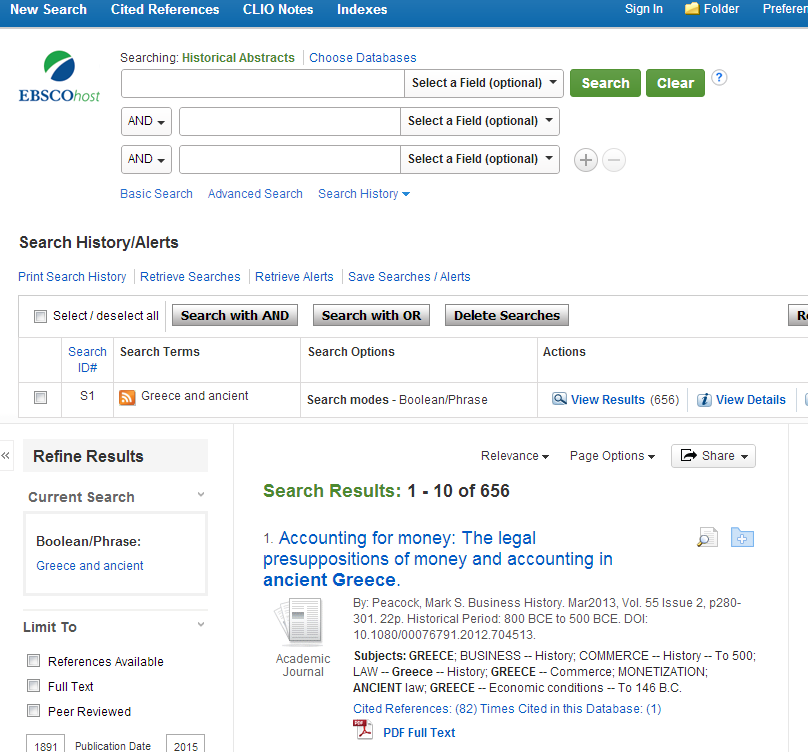 New Search Cited References CLIO Notes Indexes Sign In Folder
Searching: Historical Abstracts Choose Databases
EBSCOhost
Select a Field (optional) Search Clear ?
AND Select a Field (optional)
AND Select a Field (optional)
Basic Search Advanced Search Search History
Search History/Alerts
Print Search History Retrieve Searches Retrieve Alerts Save Searches / Alerts
Select / deselect all Search with AND Search with OR Delete Searches
Search ID# Search Terms Search Options Actions
S1 Greece and ancient Search modes - Boolean/Phrase View Results (656) View Details
«
Refine Results
Current Search
Boolean/Phrase:
Greece and ancient
Limit To
References Available
Full Text
Peer Reviewed
1891 Publication Date 2015
Relevance Page Options Share
Search Results: 1 - 10 of 656
1. Accounting for money: The legal
presuppositions of money and accounting in
ancient Greece.
Academic
Journal
By: Peacock, Mark S. Business History. Mar2013, Vol. 55 Issue 2, p280-
301. 22p. Historical Period: 800 BCE to 500 BCE. DOI:
10.1080/00076791.2012.704513.
Subjects: GREECE; BUSINESS -- History; COMMERCE -- History -- To 500;
LAW -- Greece -- History; GREECE -- Commerce; MONETIZATION;
ANCIENT law; GREECE -- Economic conditions -- To 146 B.C.
Cited References: (82) Times Cited in this Database: (1)
PDF Full Text